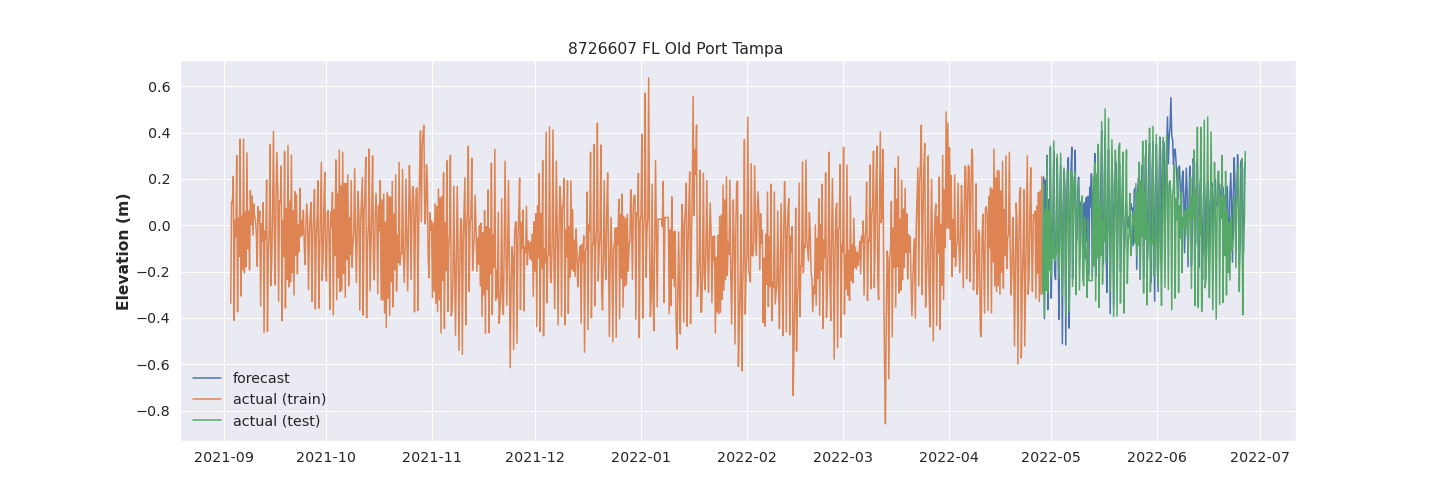 8726607 FL Old Port Tampa
Elevation (m)
0.6
0.4
0.2
0.0
−0.2
−0.4
−0.6
−0.8
forecast
actual (train)
actual (test)
2021-09 2021-10 2021-11 2021-12 2022-01 2022-02 2022-03 2022-04 2022-05 2022-06 2022-07